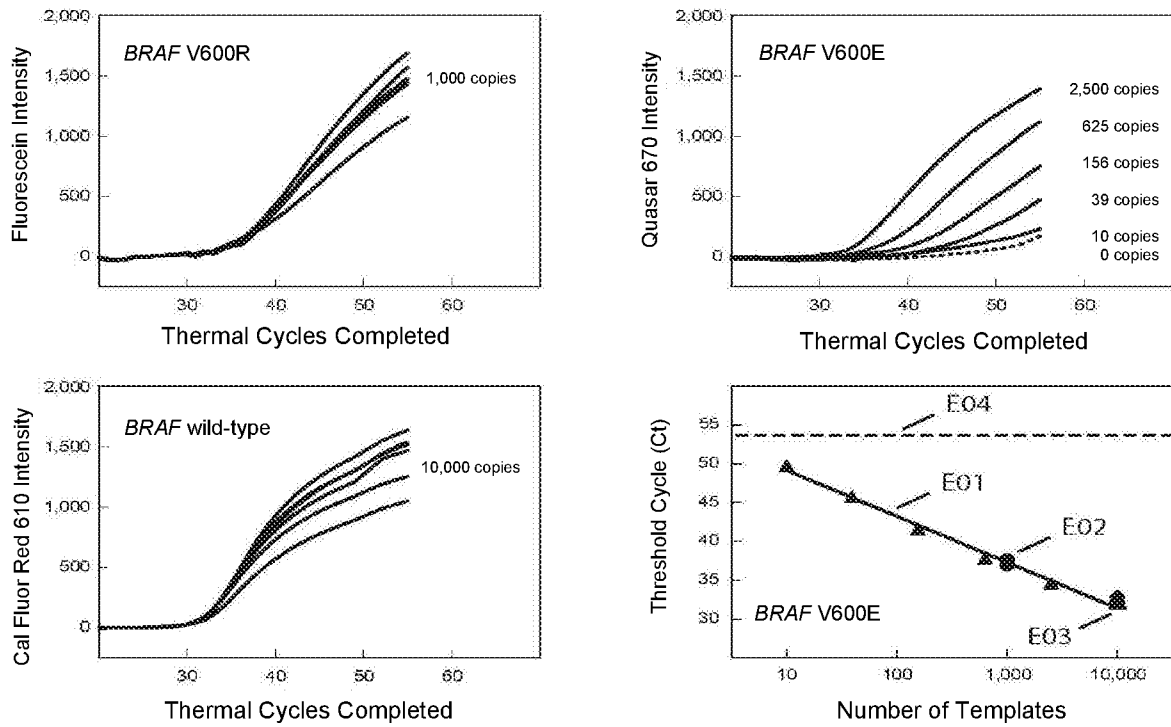 2,000
1,500
1,000
500
0
Fluorescein Intensity
BRAF V600R
1,000 copies
30 40 50 60
Thermal Cycles Completed
2,000
1,500
1,000
500
0
Quasar 670 Intensity
BRAF V600E
2,500 copies
625 copies
156 copies
39 copies
10 copies
0 copies
30 40 50 60
Thermal Cycles Completed
2,000
1,500
1,000
500
0
Cal Fluor Red 610 Intensity
BRAF wild-type
10,000 copies
30 40 50 60
Thermal Cycles Completed
55
50
45
40
35
30
Threshold Cycle (Ct)
E04
E01
E02
E03
BRAF V600E
10 100 1,000 10,000
Number of Templates